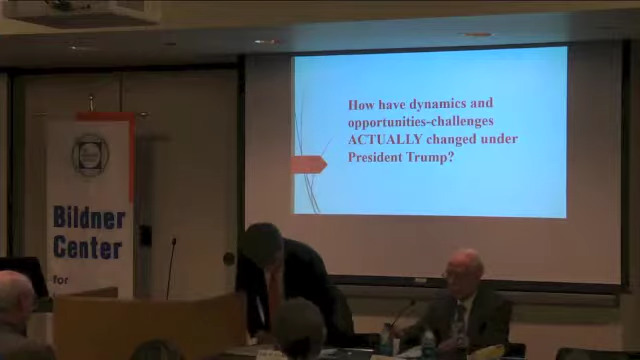 How have dynamics and
opportunities-challenges
ACTUALLY changed under
President Trump?
Bildner
Center
for